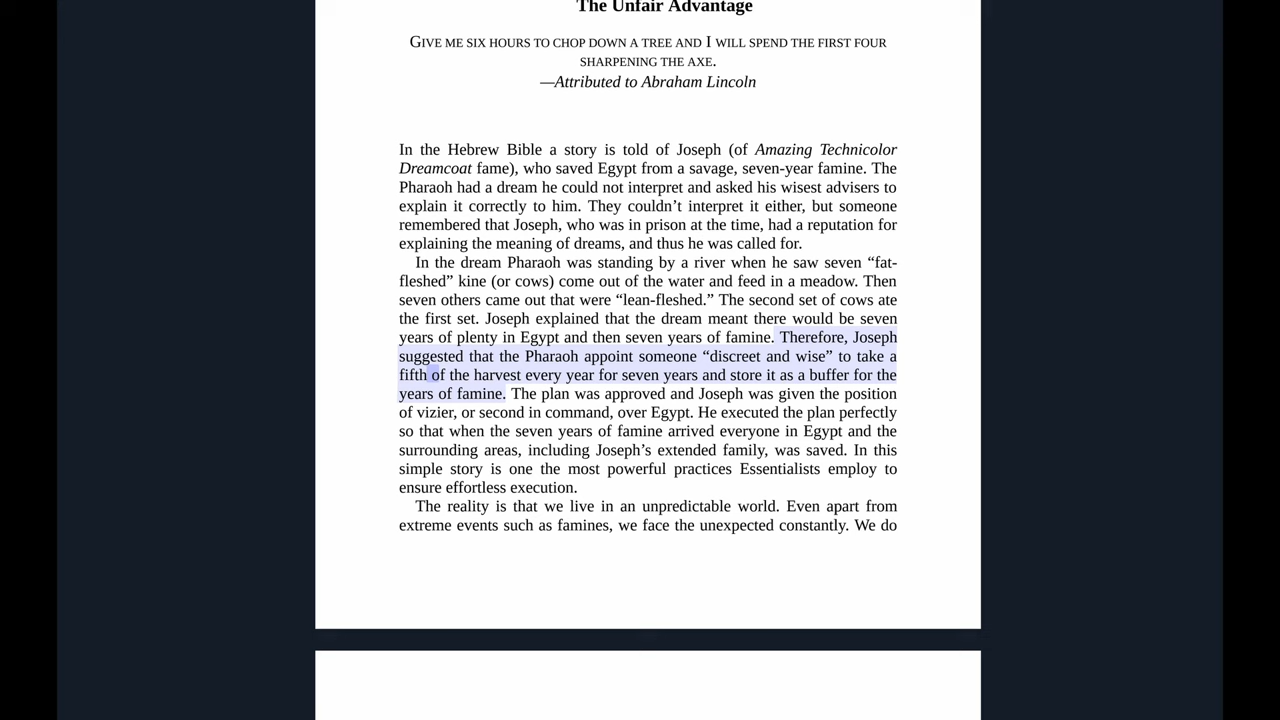 The Unfair Advantage
GIVE ME SIX HOURS TO CHOP DOWN A TREE AND I WILL SPEND THE FIRST FOUR
SHARPENING THE AXE.
—Attributed to Abraham Lincoln
In the Hebrew Bible a story is told of Joseph (of Amazing Technicolor
Dreamcoat fame), who saved Egypt from a savage, seven-year famine. The
Pharaoh had a dream he could not interpret and asked his wisest advisers to
explain it correctly to him. They couldn’t interpret it either, but someone
remembered that Joseph, who was in prison at the time, had a reputation for
explaining the meaning of dreams, and thus he was called for.
In the dream Pharaoh was standing by a river when he saw seven “fat-
fleshed” kine (or cows) come out of the water and feed in a meadow. Then
seven others came out that were “lean-fleshed.” The second set of cows ate
the first set. Joseph explained that the dream meant there would be seven
years of plenty in Egypt and then seven years of famine. Therefore, Joseph
suggested that the Pharaoh appoint someone “discreet and wise” to take a
fifth of the harvest every year for seven years and store it as a buffer for the
years of famine. The plan was approved and Joseph was given the position
of vizier, or second in command, over Egypt. He executed the plan perfectly
so that when the seven years of famine arrived everyone in Egypt and the
surrounding areas, including Joseph’s extended family, was saved. In this
simple story is one the most powerful practices Essentialists employ to
ensure effortless execution.
The reality is that we live in an unpredictable world. Even apart from
extreme events such as famines, we face the unexpected constantly. We do